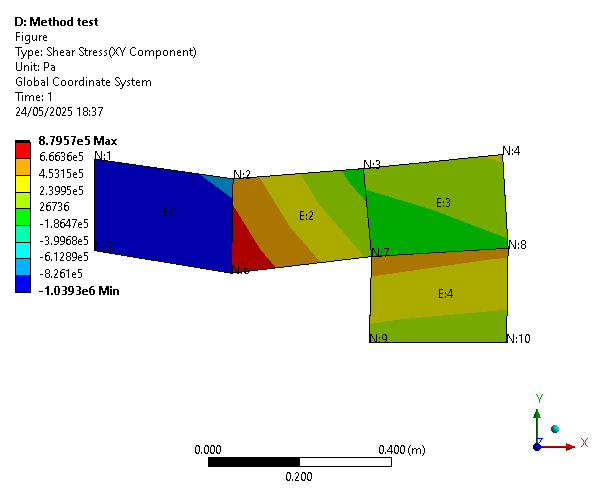 D: Method test
Figure
Type: Shear Stress(XY Component)
Unit: Pa
Global Coordinate System
Time: 1
24/05/2025 18:37
8.7957e5 Max
6.6636e5
4.5315e5
2.3995e5
26736
-1.8647e5
-3.9968e5
-6.1289e5
-8.261e5
-1.0393e6 Min
N:1
N:2
N:3
N:4
E:1
E:2
E:3
N:5
N:6
N:7
N:8
E:4
N:9
N:10
0.000
0.400 (m)
0.200
Y
X
Z